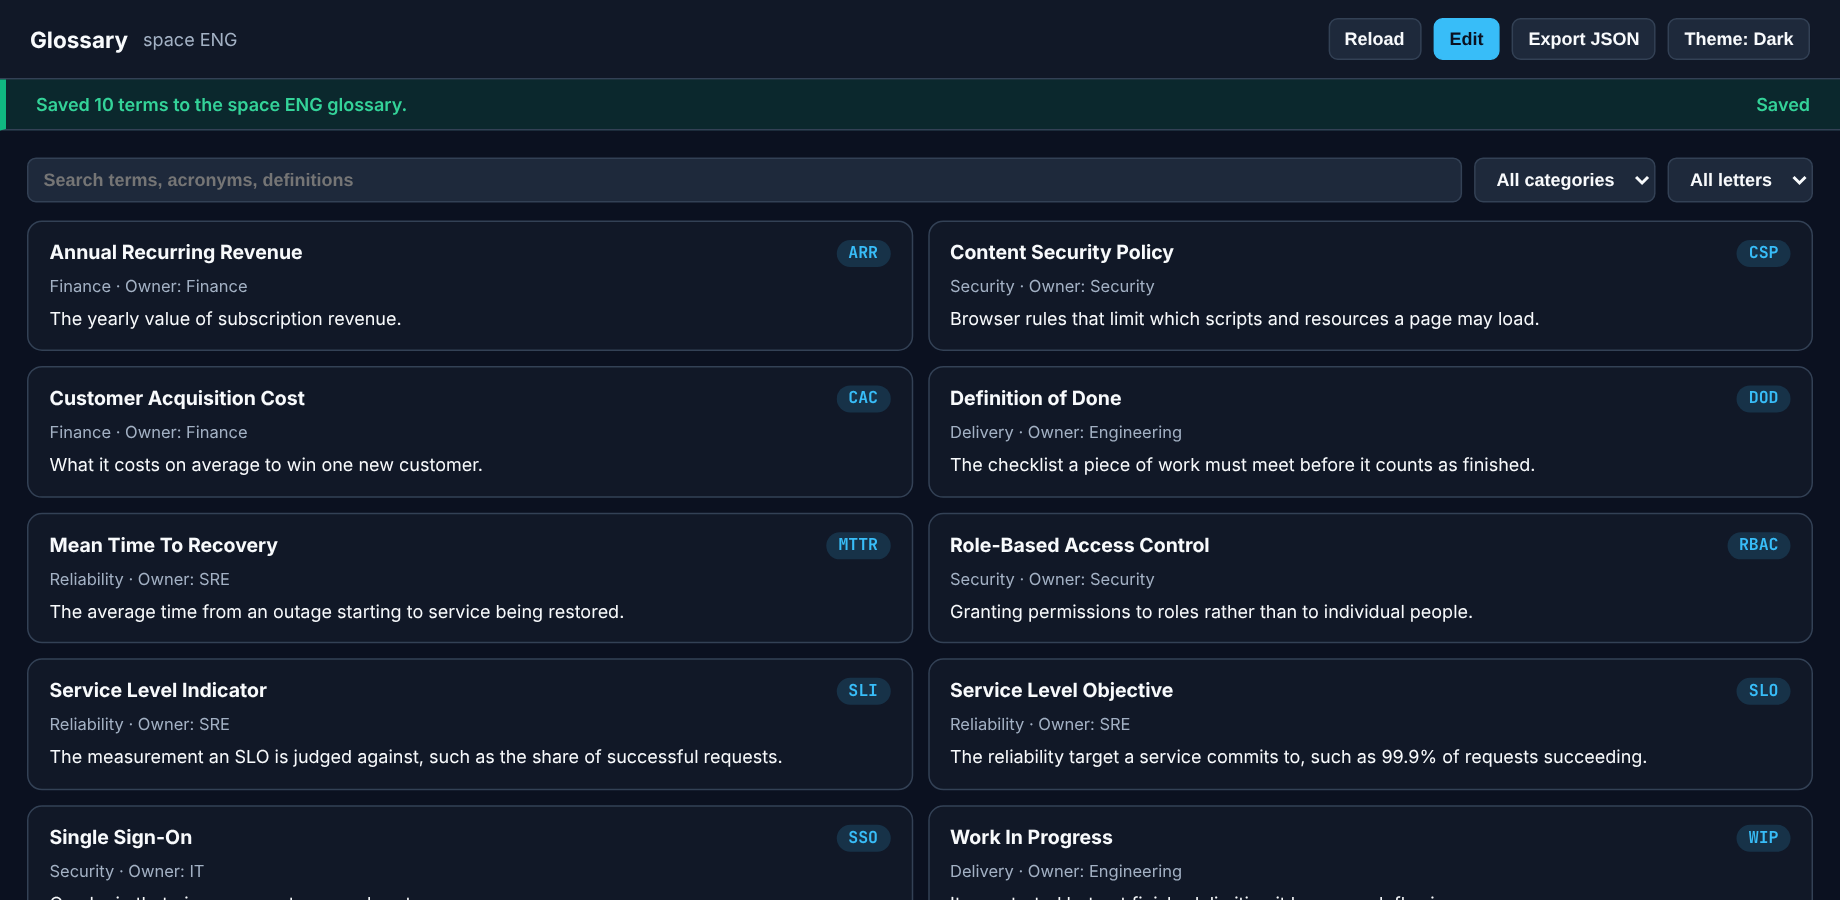 Glossary space ENG
Reload Edit Export JSON Theme: Dark
Saved 10 terms to the space ENG glossary. Saved
Search terms, acronyms, definitions All categories All letters
Annual Recurring Revenue ARR
Finance · Owner: Finance
The yearly value of subscription revenue.
Content Security Policy CSP
Security · Owner: Security
Browser rules that limit which scripts and resources a page may load.
Customer Acquisition Cost CAC
Finance · Owner: Finance
What it costs on average to win one new customer.
Definition of Done DOD
Delivery · Owner: Engineering
The checklist a piece of work must meet before it counts as finished.
Mean Time To Recovery MTTR
Reliability · Owner: SRE
The average time from an outage starting to service being restored.
Role-Based Access Control RBAC
Security · Owner: Security
Granting permissions to roles rather than to individual people.
Service Level Indicator SLI
Reliability · Owner: SRE
The measurement an SLO is judged against, such as the share of successful requests.
Service Level Objective SLO
Reliability · Owner: SRE
The reliability target a service commits to, such as 99.9% of requests succeeding.
Single Sign-On SSO
Security · Owner: IT
Work In Progress WIP
Delivery · Owner: Engineering